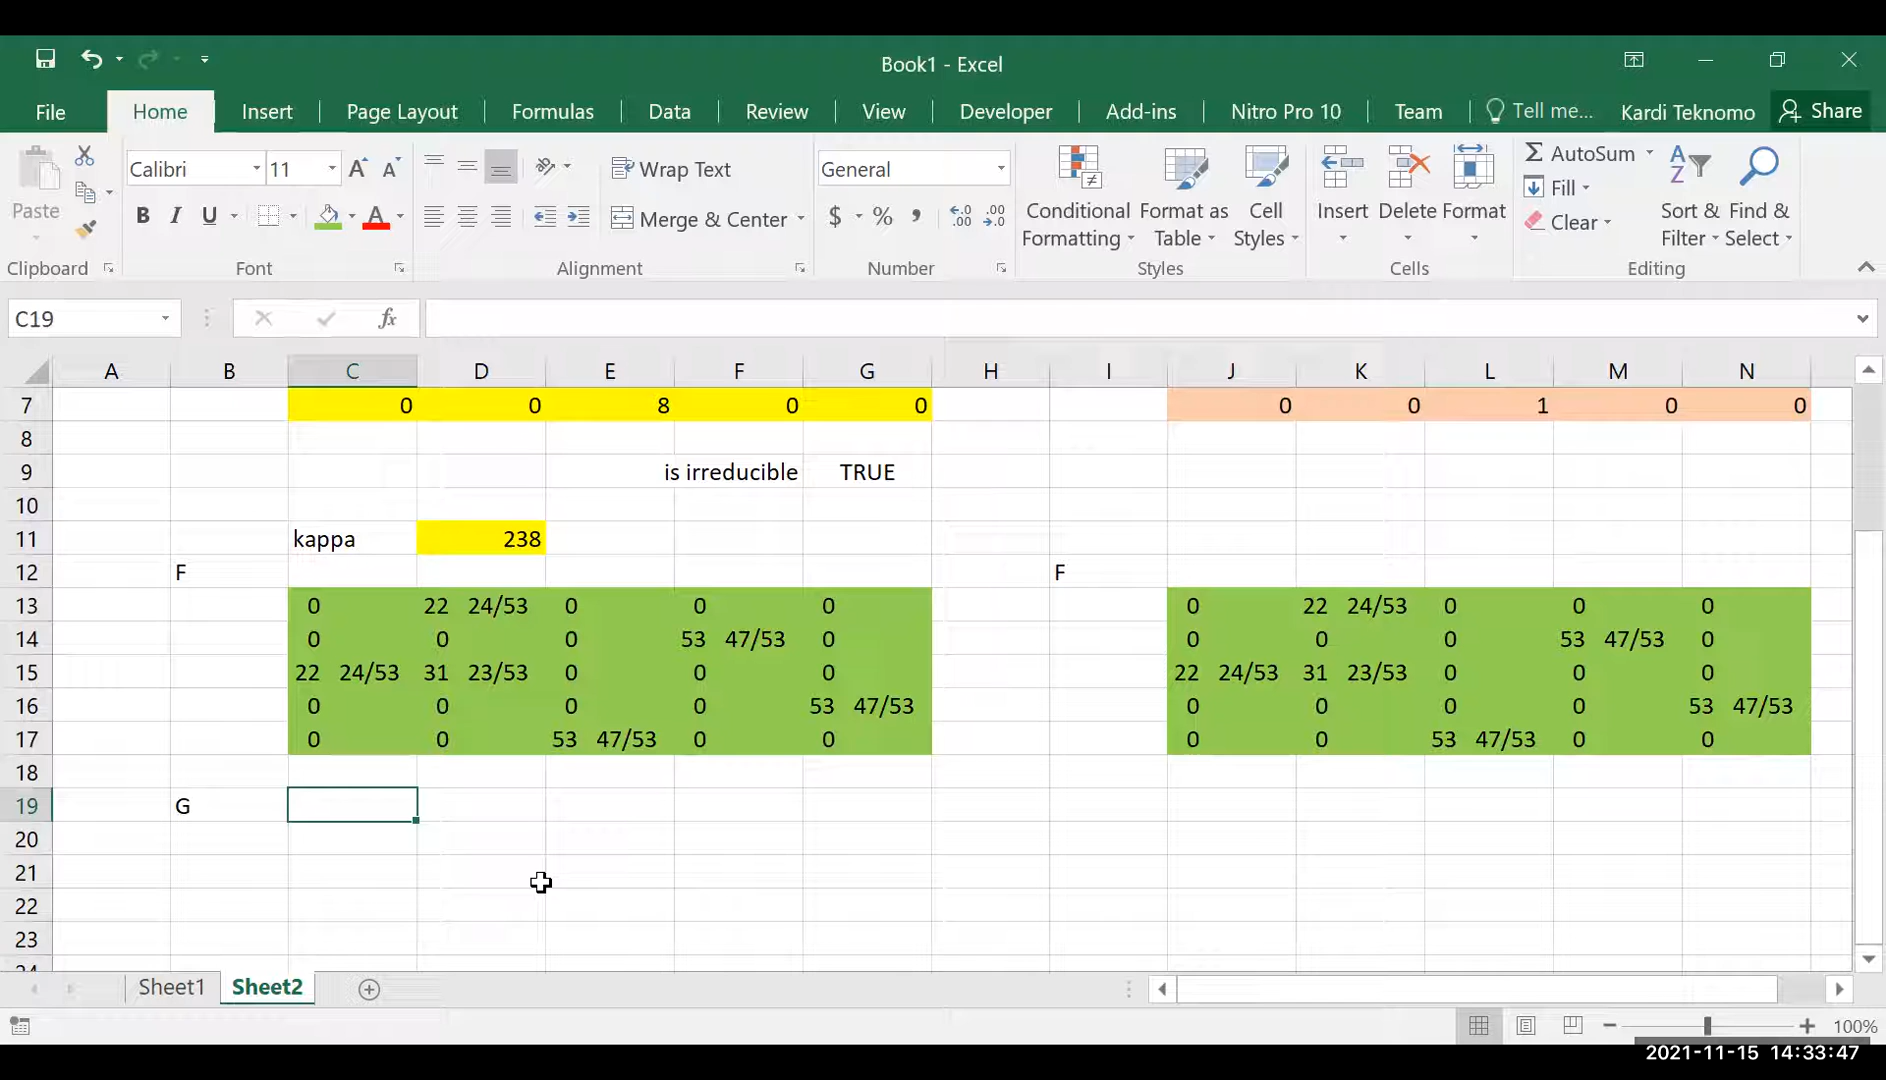 Book1 - Excel
File Home Insert Page Layout Formulas Data Review View Developer Add-ins Nitro Pro 10 Team Tell me... Kardi Teknomo Share
Paste
Clipboard
Calibri 11
B I U
Font
Wrap Text
Merge & Center
Alignment
General
$ % , .0 .00 .00 .0
Number
Conditional Formatting
Format as Table
Cell Styles
Styles
Insert Delete Format
Cells
AutoSum
Fill
Clear
Sort & Filter
Find & Select
Editing
C19 fx
A B C D E F G H I J K L M N
7 0 0 8 0 0 0 0 1 0 0
8
9 is irreducible TRUE
10
11 kappa 238
12 F F
13 0 22 24/53 0 0 0 0 22 24/53 0 0 0
14 0 0 0 53 47/53 0 0 0 0 53 47/53 0
15 22 24/53 31 23/53 0 0 0 22 24/53 31 23/53 0 0 0
16 0 0 0 0 53 47/53 0 0 0 0 53 47/53
17 0 0 53 47/53 0 0 0 0 53 47/53 0 0
18
19 G
20
21
22
23
24
Sheet1 Sheet2
100%
2021-11-15 14:33:47